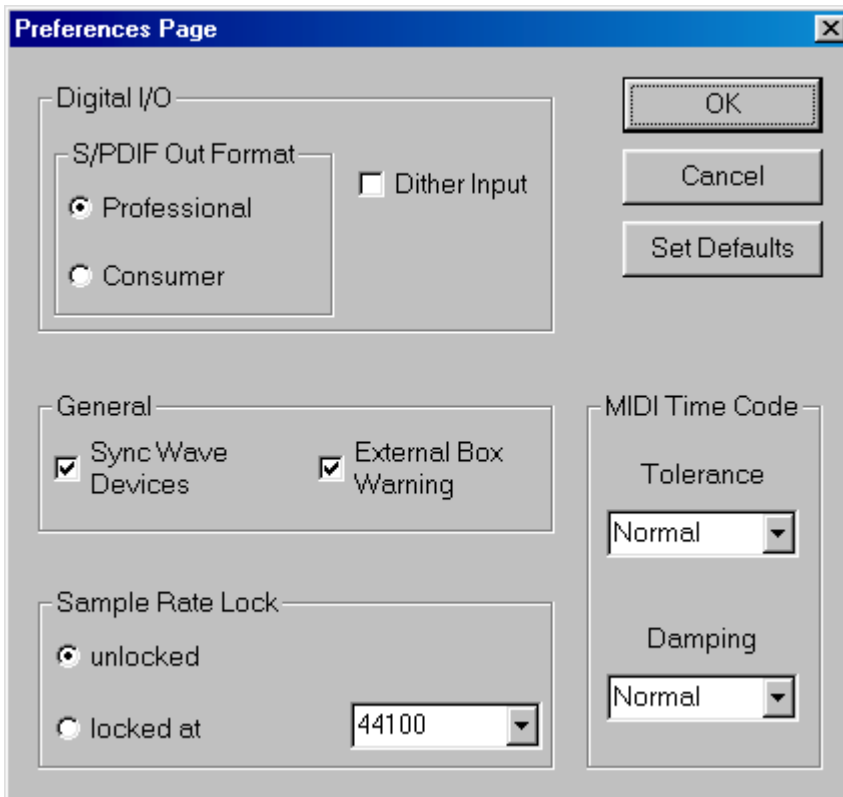 Preferences Page
Digital I/O
S/PDIF Out Format
Professional
Consumer
Dither Input
OK
Cancel
Set Defaults
General
Sync Wave
Devices
External Box
Warning
MIDI Time Code
Tolerance
Normal
Damping
Normal
Sample Rate Lock
unlocked
locked at
44100